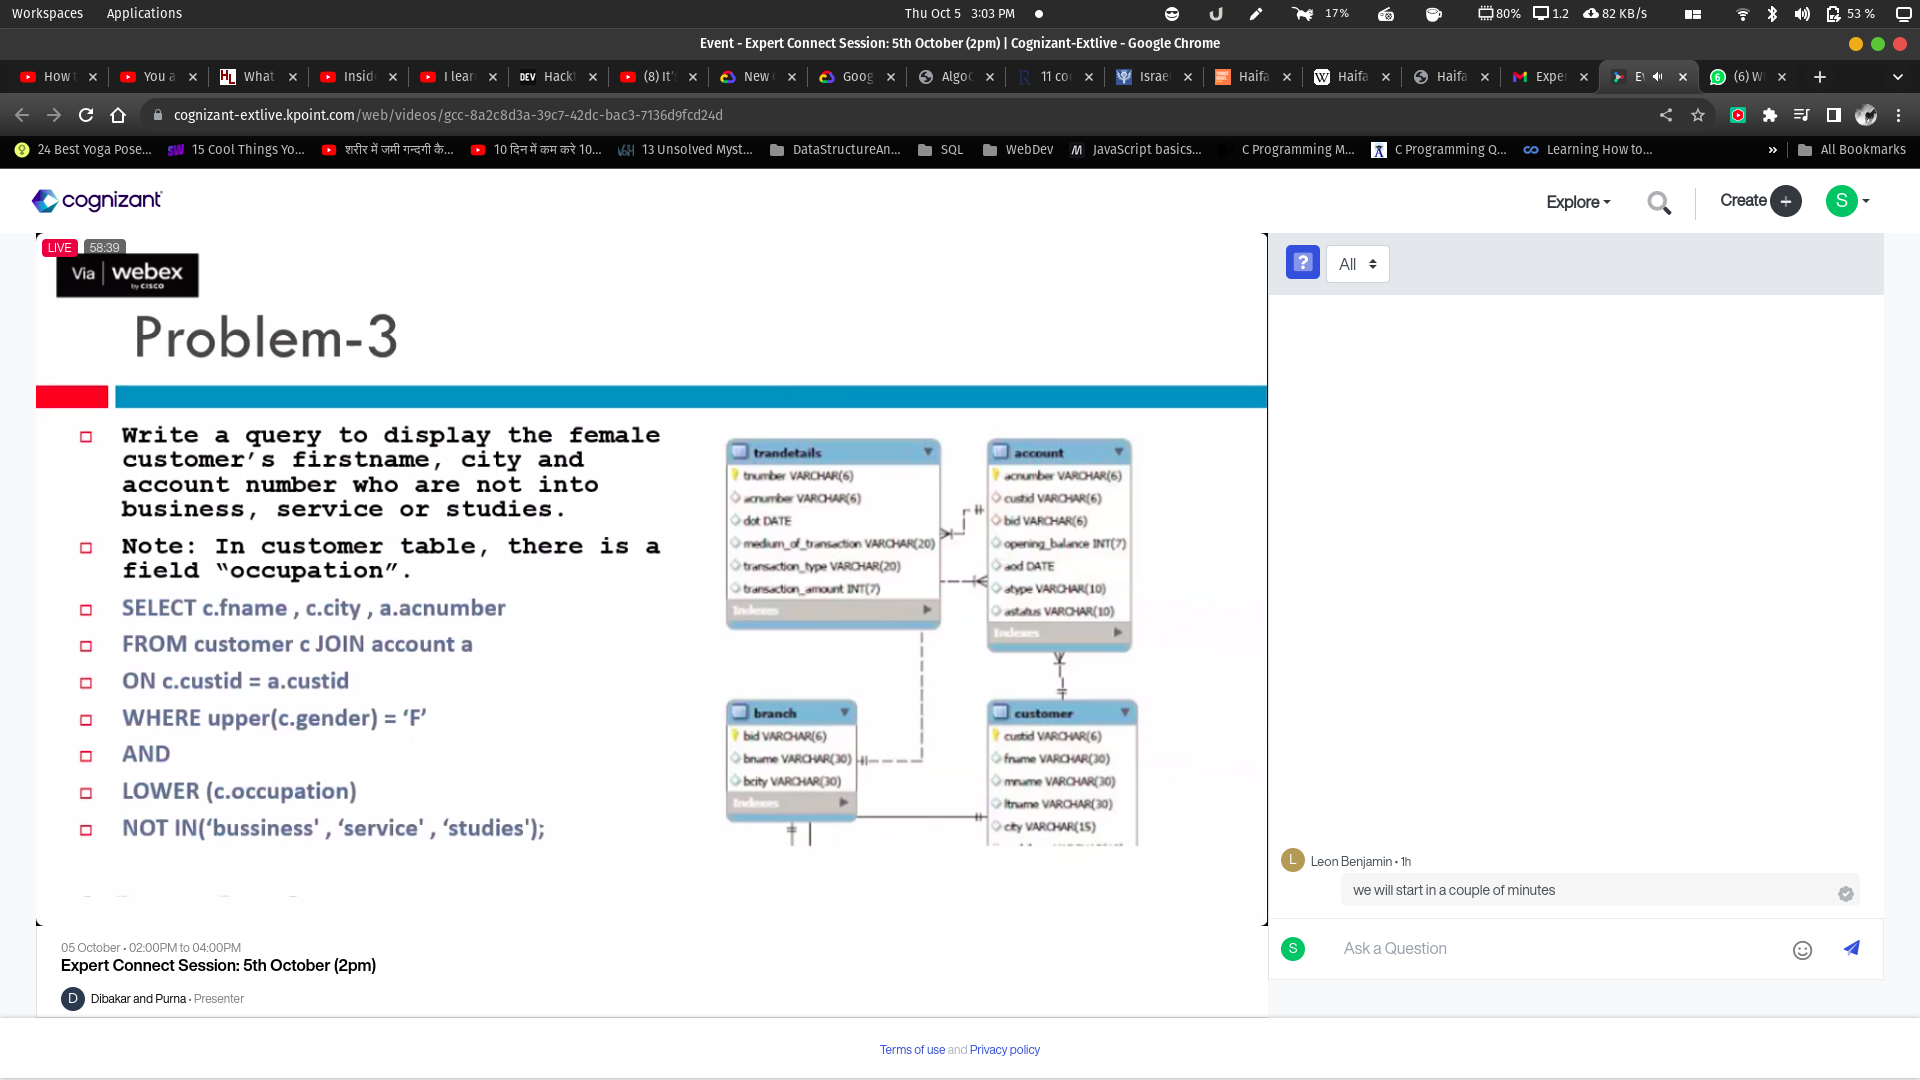 Workspaces Applications Thu Oct 5 3:03 PM 17% 80% 1.2 82 KB/s 53 %
Event - Expert Connect Session: 5th October (2pm) | Cognizant-Extlive - Google Chrome
How t You a HL What Insid I lear DEV Hackt (8) It' New c Goog AlgoC R 11 co Israe Haifa W Haifa Haifa Exper Ev (6) W
cognizant-extlive.kpoint.com/web/videos/gcc-8a2c8d3a-39c7-42dc-bac3-7136d9fcd24d
24 Best Yoga Pose... 15 Cool Things Yo... शरीर में जमी गन्दगी कै... 10 दिन में कम करे 10... 13 Unsolved Myst... DataStructureAn... SQL WebDev JavaScript basics... C Programming M... C Programming Q... Learning How to... » All Bookmarks
cognizant Explore Create S
LIVE 58:39
Via | webex
by CISCO
? All
Problem-3
Write a query to display the female
customer’s firstname, city and
account number who are not into
business, service or studies.
Note: In customer table, there is a
field “occupation”.
SELECT c.fname , c.city , a.acnumber
FROM customer c JOIN account a
ON c.custid = a.custid
WHERE upper(c.gender) = ‘F’
AND
LOWER (c.occupation)
NOT IN(‘bussiness' , ‘service' , ‘studies');
trandetails
tnumber VARCHAR(6)
acnumber VARCHAR(6)
dot DATE
medium_of_transaction VARCHAR(20)
transaction_type VARCHAR(20)
transaction_amount INT(7)
Indexes
account
acnumber VARCHAR(6)
custid VARCHAR(6)
bid VARCHAR(6)
opening_balance INT(7)
aod DATE
atype VARCHAR(10)
astatus VARCHAR(10)
Indexes
branch
bid VARCHAR(6)
bname VARCHAR(30)
bcity VARCHAR(30)
Indexes
customer
custid VARCHAR(6)
fname VARCHAR(30)
mname VARCHAR(30)
ltname VARCHAR(30)
city VARCHAR(15)
L Leon Benjamin • 1h
we will start in a couple of minutes
S Ask a Question
05 October • 02:00PM to 04:00PM
Expert Connect Session: 5th October (2pm)
D Dibakar and Purna • Presenter
Terms of use and Privacy policy